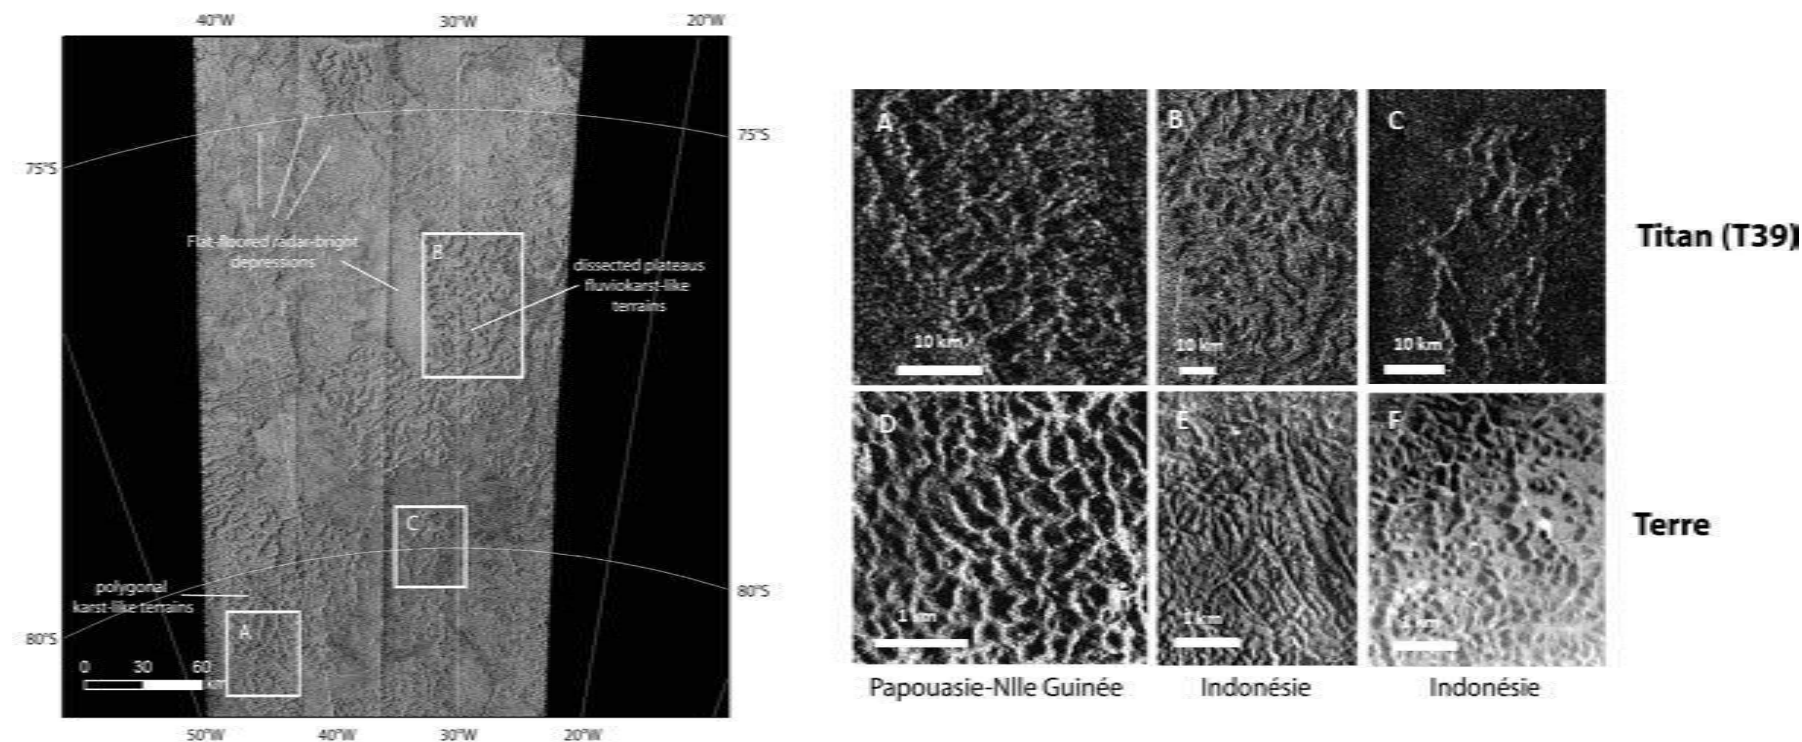 40°W
30°W
20°W
75°S
75°S
Flat-floored radar-bright
depressions
B
dissected plateaus
fluviokarst-like
terrains
C
polygonal
karst-like terrains
80°S
80°S
A
0 30 60
km
50°W
40°W
30°W
20°W
A
B
C
10 km
10 km
10 km
Titan (T39)
D
E
F
1 km
1 km
1 km
Terre
Papouasie-Nlle Guinée
Indonésie
Indonésie